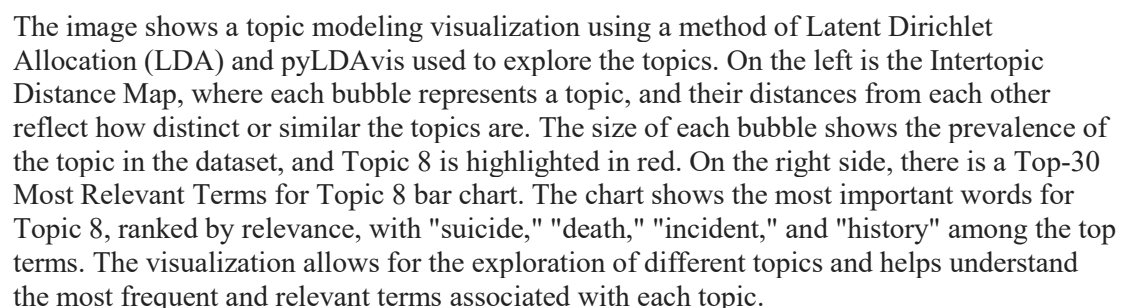 The image shows a topic modeling visualization using a method of Latent Dirichlet
Allocation (LDA) and pyLDAvis used to explore the topics. On the left is the Intertopic
Distance Map, where each bubble represents a topic, and their distances from each other
reflect how distinct or similar the topics are. The size of each bubble shows the prevalence of
the topic in the dataset, and Topic 8 is highlighted in red. On the right side, there is a Top-30
Most Relevant Terms for Topic 8 bar chart. The chart shows the most important words for
Topic 8, ranked by relevance, with "suicide," "death," "incident," and "history" among the top
terms. The visualization allows for the exploration of different topics and helps understand
the most frequent and relevant terms associated with each topic.